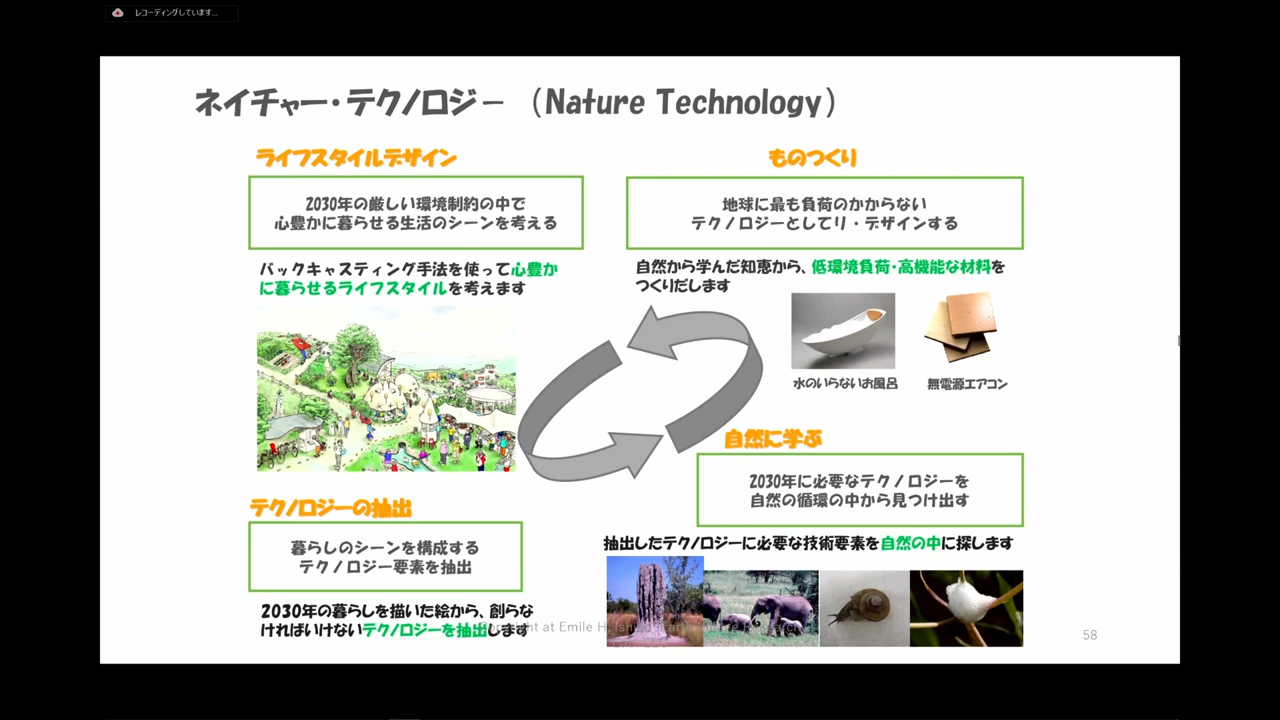 レコーディングしています...
ネイチャー・テクノロジー （Nature Technology）
ライフスタイルデザイン
2030年の厳しい環境制約の中で
心豊かに暮らせる生活のシーンを考える
バックキャスティング手法を使って心豊か
に暮らせるライフスタイルを考えます
テクノロジーの抽出
暮らしのシーンを構成する
テクノロジー要素を抽出
2030年の暮らしを描いた絵から、創らな
ければいけないテクノロジーを抽出します
ものつくり
地球に最も負荷のかからない
テクノロジーとしてリ・デザインする
自然から学んだ知恵から、低環境負荷・高機能な材料を
つくりだします
水のいらないお風呂
無電源エアコン
自然に学ぶ
2030年に必要なテクノロジーを
自然の循環の中から見つけ出す
抽出したテクノロジーに必要な技術要素を自然の中に探します
at Emile H
58